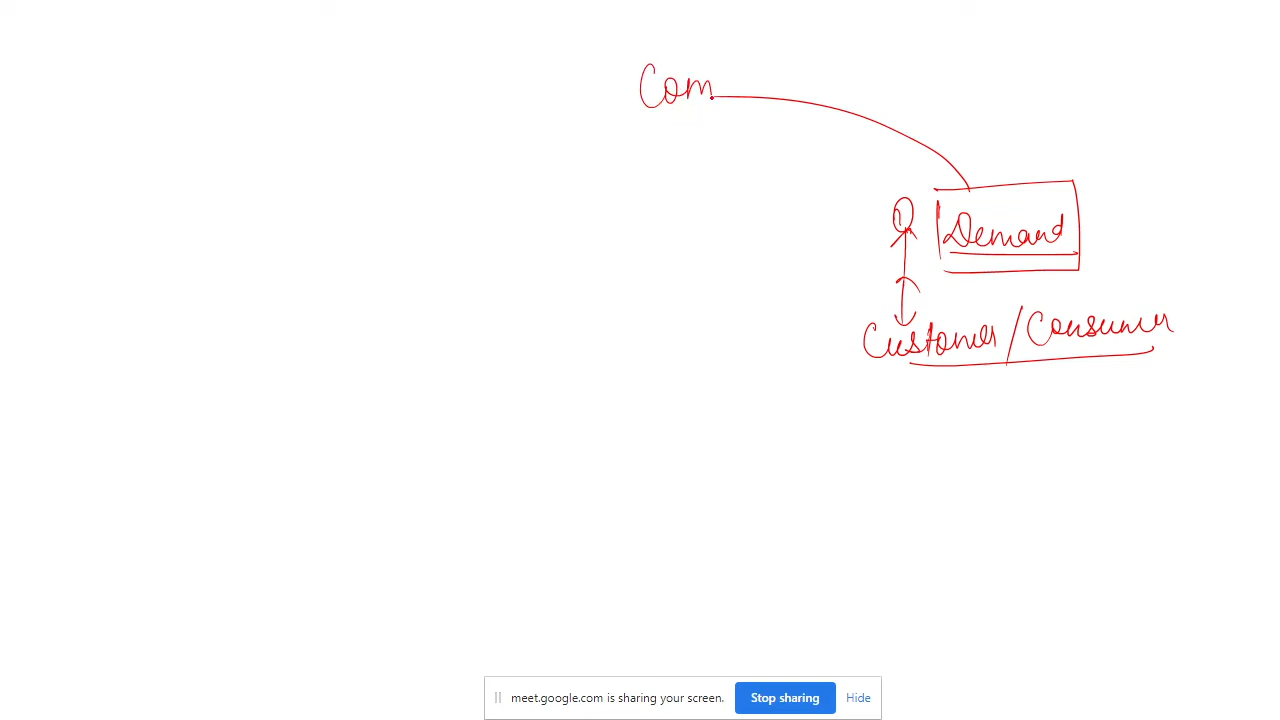 Com
Demand
Customer/Consumer
meet.google.com is sharing your screen.
Stop sharing
Hide